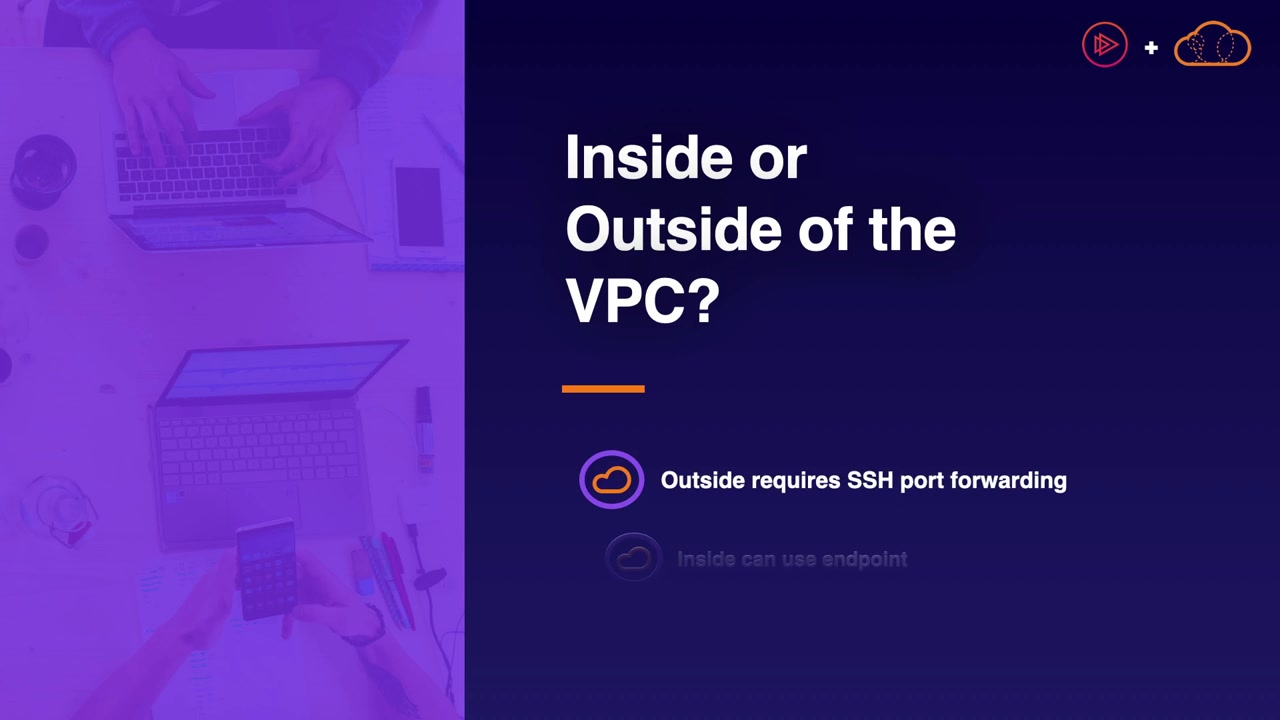 Inside or
Outside of the
VPC?
Outside requires SSH port forwarding
Inside can use endpoint